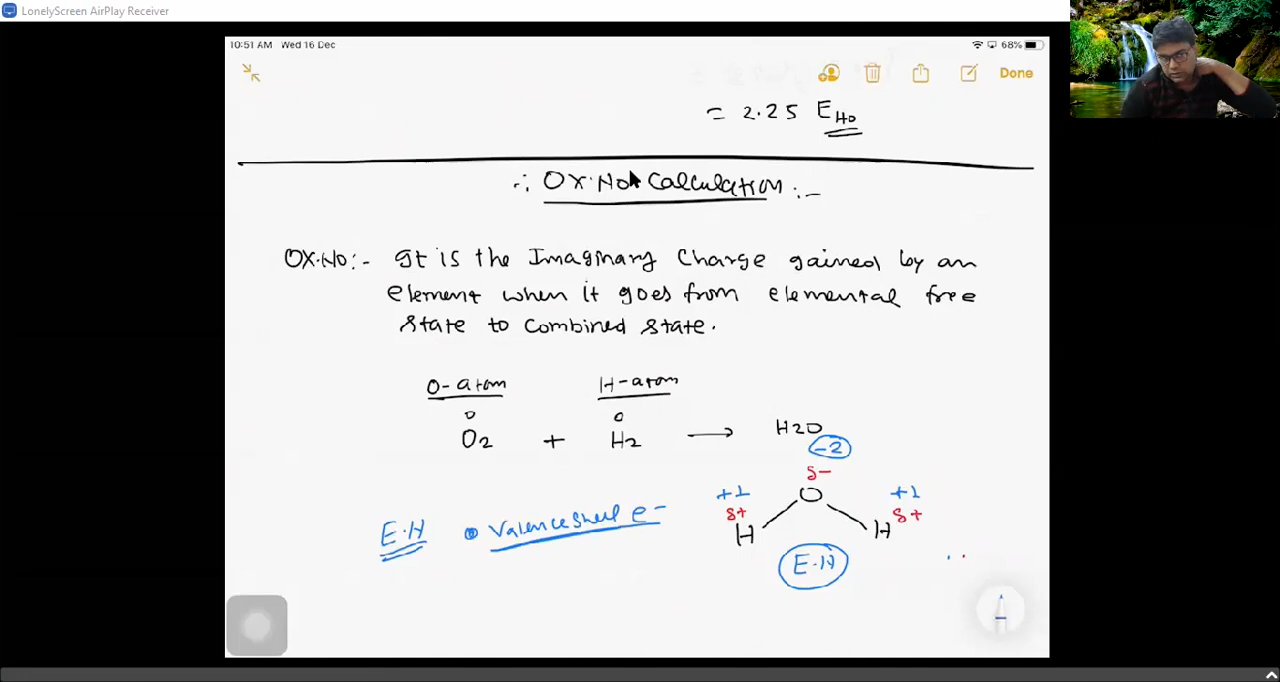 LonelyScreen AirPlay Receiver
10:51 AM Wed 16 Dec
68%
Done
= 2.25 E H0
∴ OX.No Calculation :-
OX.No:- It is the Imaginary Charge gained by an
element when it goes from elemental free
state to combined state.
O-atom H-atom
0 0
O2 + H2 → H2O
-2
δ-
+1 O +1
δ+ δ+
H H
E.H Valence shell e-
E.H